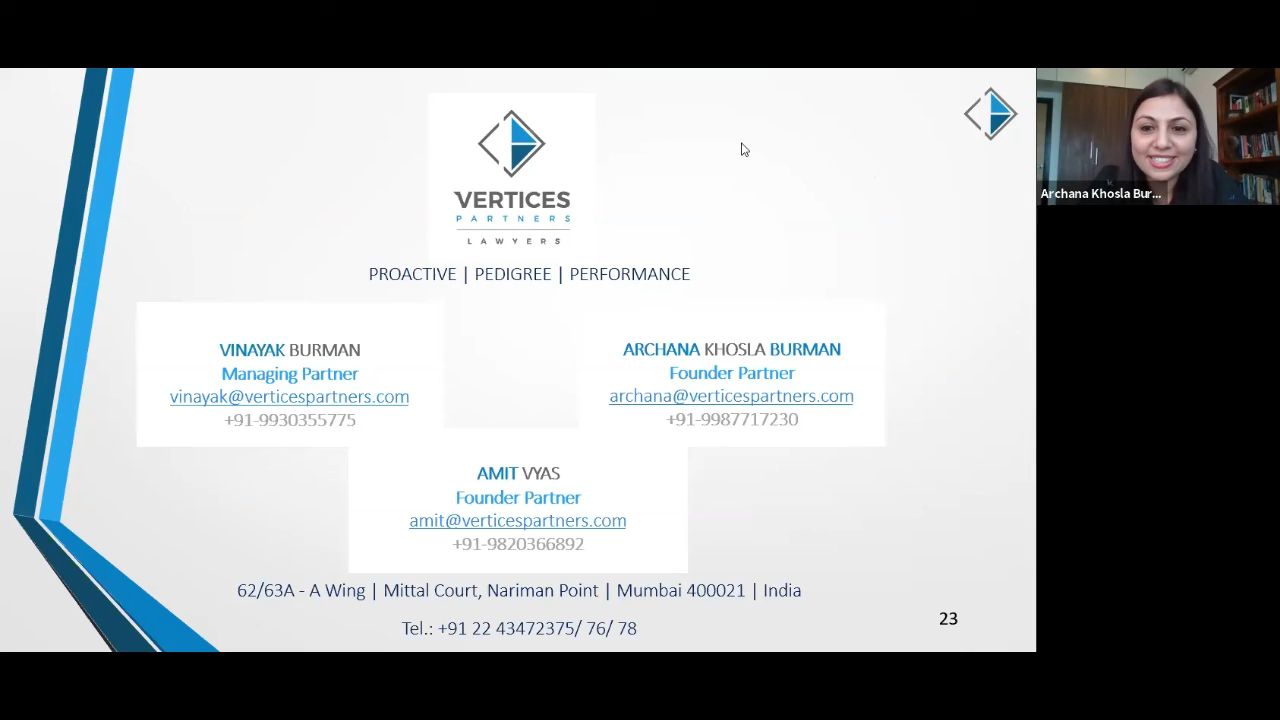 VERTICES
PARTNERS
LAWYERS
PROACTIVE | PEDIGREE | PERFORMANCE
VINAYAK BURMAN
Managing Partner
vinayak@verticespartners.com
+91-9930355775
ARCHANA KHOSLA BURMAN
Founder Partner
archana@verticespartners.com
+91-9987717230
AMIT VYAS
Founder Partner
amit@verticespartners.com
+91-9820366892
62/63A - A Wing | Mittal Court, Nariman Point | Mumbai 400021 | India
Tel.: +91 22 43472375/ 76/ 78
23
Archana Khosla Bur...